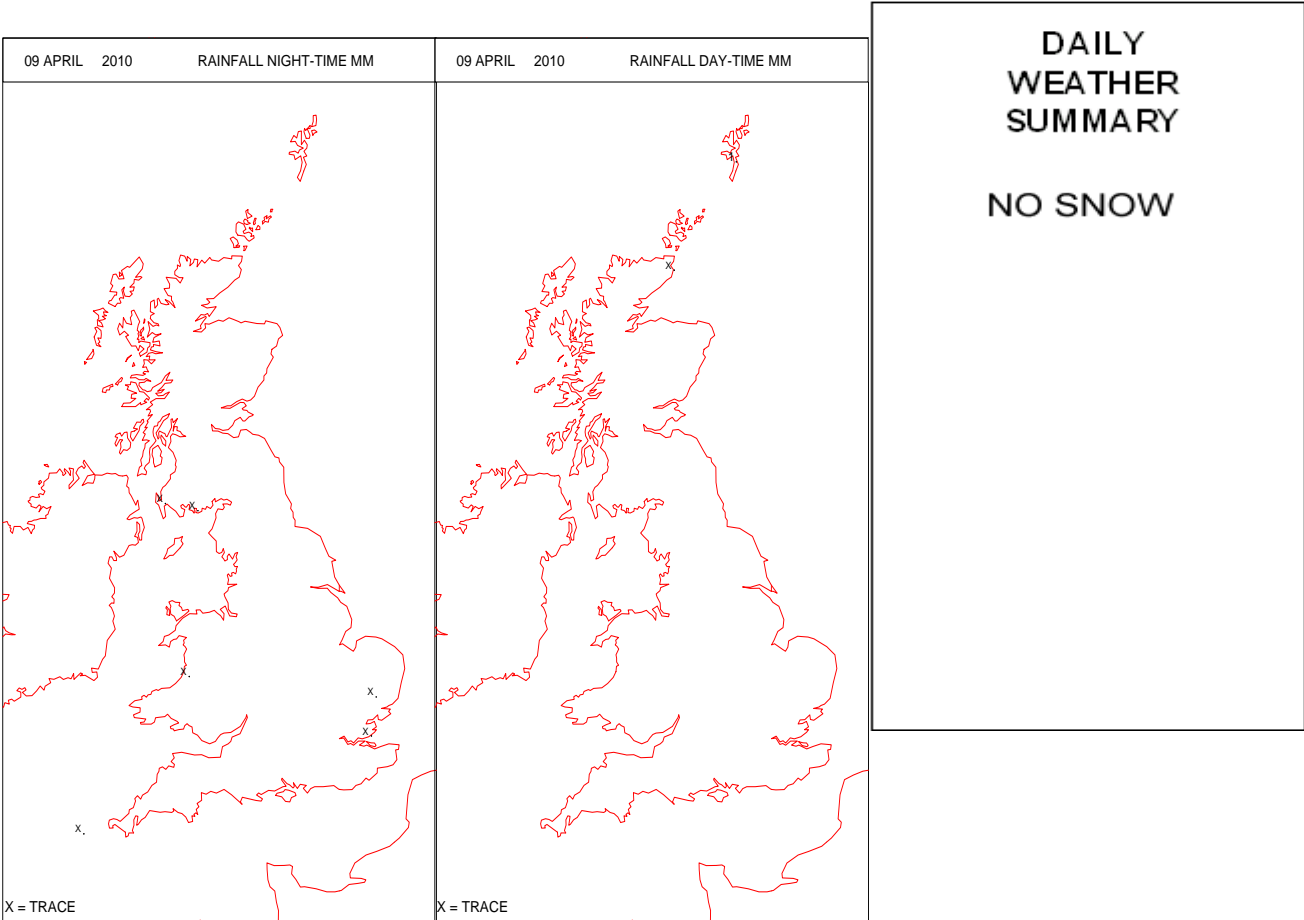 09 APRIL 2010 RAINFALL NIGHT-TIME MM
X
X
X
X
X
X
X = TRACE
09 APRIL 2010 RAINFALL DAY-TIME MM
1
X
X = TRACE
DAILY
WEATHER
SUMMARY
NO SNOW